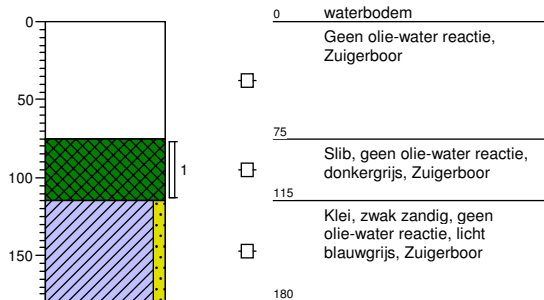 0
50
100
150
1
0
waterbodem
Geen olie-water reactie,
Zuigerboor
75
Slib, geen olie-water reactie,
donkergrijs, Zuigerboor
115
Klei, zwak zandig, geen
olie-water reactie, licht
blauwgrijs, Zuigerboor
180